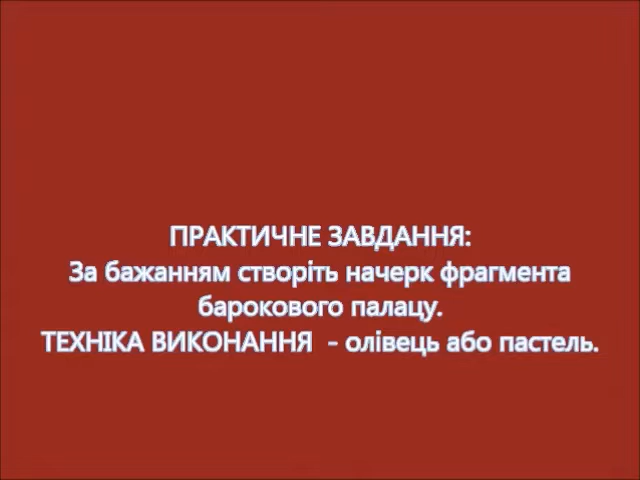 ПРАКТИЧНЕ ЗАВДАННЯ:
За бажанням створіть начерк фрагмента
барокового палацу.
ТЕХНІКА ВИКОНАННЯ - олівець або пастель.